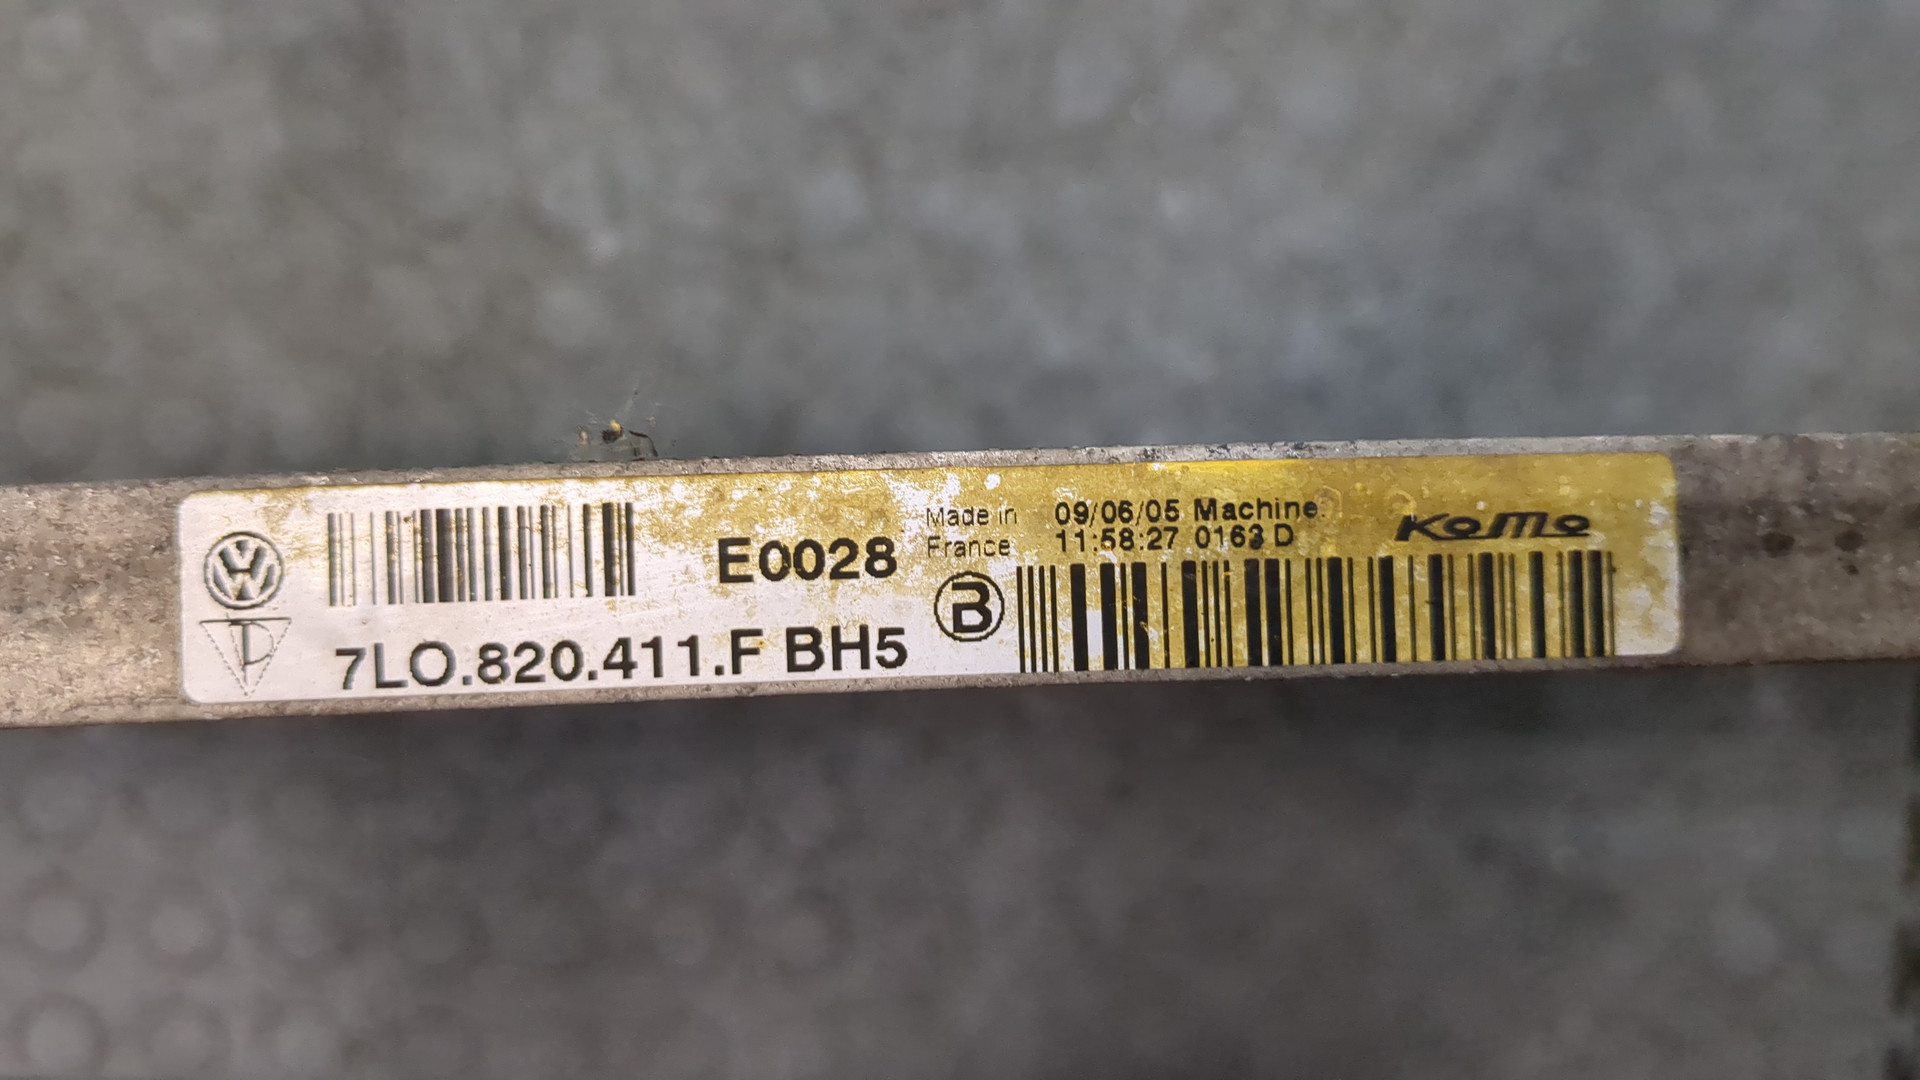 E0028
7LO.820.411.F BH5
Made in
France
09/06/05 Machine:
11:58:27 0163 D
B
KoMo